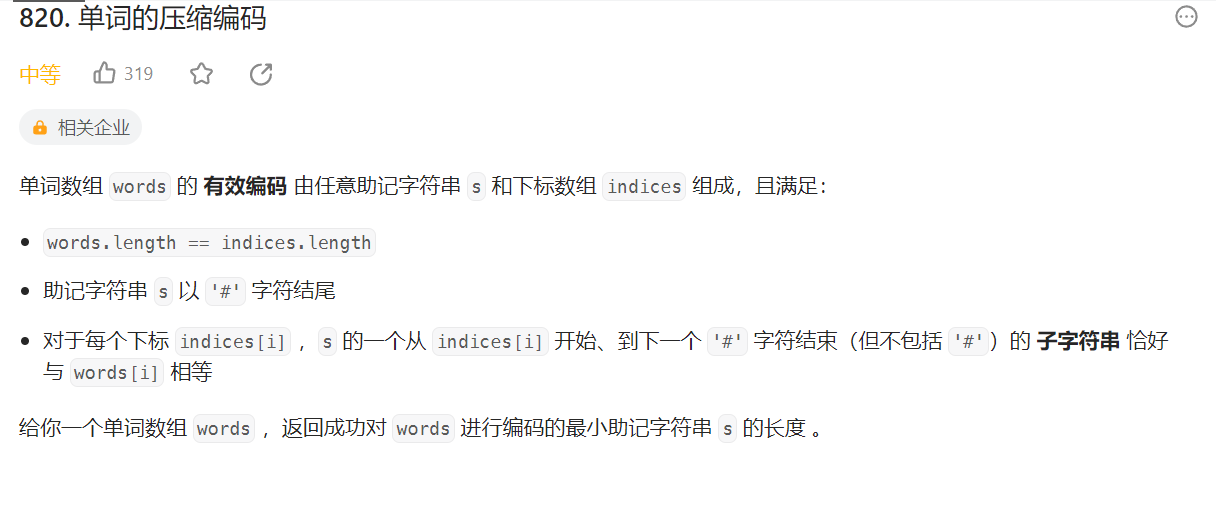 820. 单词的压缩编码
中等 319
相关企业
单词数组 words 的 有效编码 由任意助记字符串 s 和下标数组 indices 组成，且满足：
words.length == indices.length
助记字符串 s 以 '#' 字符结尾
对于每个下标 indices[i] ，s 的一个从 indices[i] 开始、到下一个 '#' 字符结束（但不包括 '#'）的 子字符串 恰好
与 words[i] 相等
给你一个单词数组 words ，返回成功对 words 进行编码的最小助记字符串 s 的长度 。